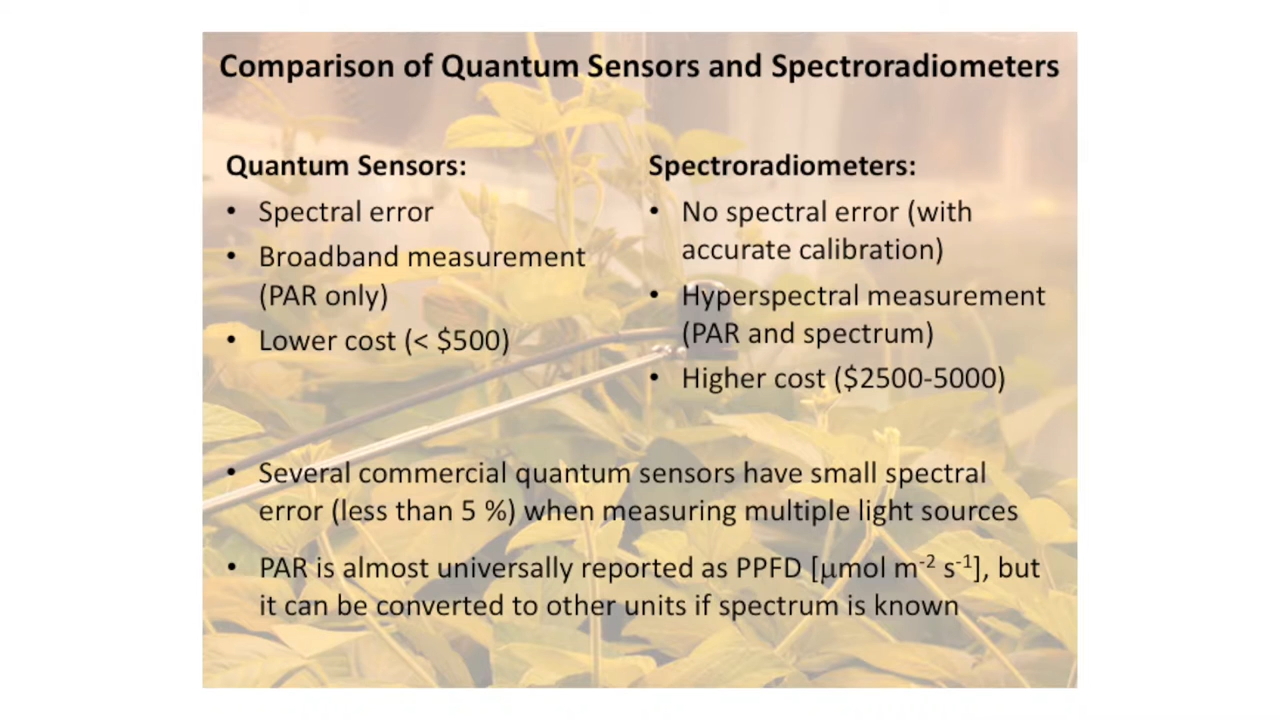 Comparison of Quantum Sensors and Spectroradiometers
Quantum Sensors:
• Spectral error
• Broadband measurement
(PAR only)
• Lower cost (< $500)
Spectroradiometers:
• No spectral error (with
accurate calibration)
• Hyperspectral measurement
(PAR and spectrum)
• Higher cost ($2500-5000)
• Several commercial quantum sensors have small spectral
error (less than 5 %) when measuring multiple light sources
• PAR is almost universally reported as PPFD [μmol m⁻² s⁻¹], but
it can be converted to other units if spectrum is known